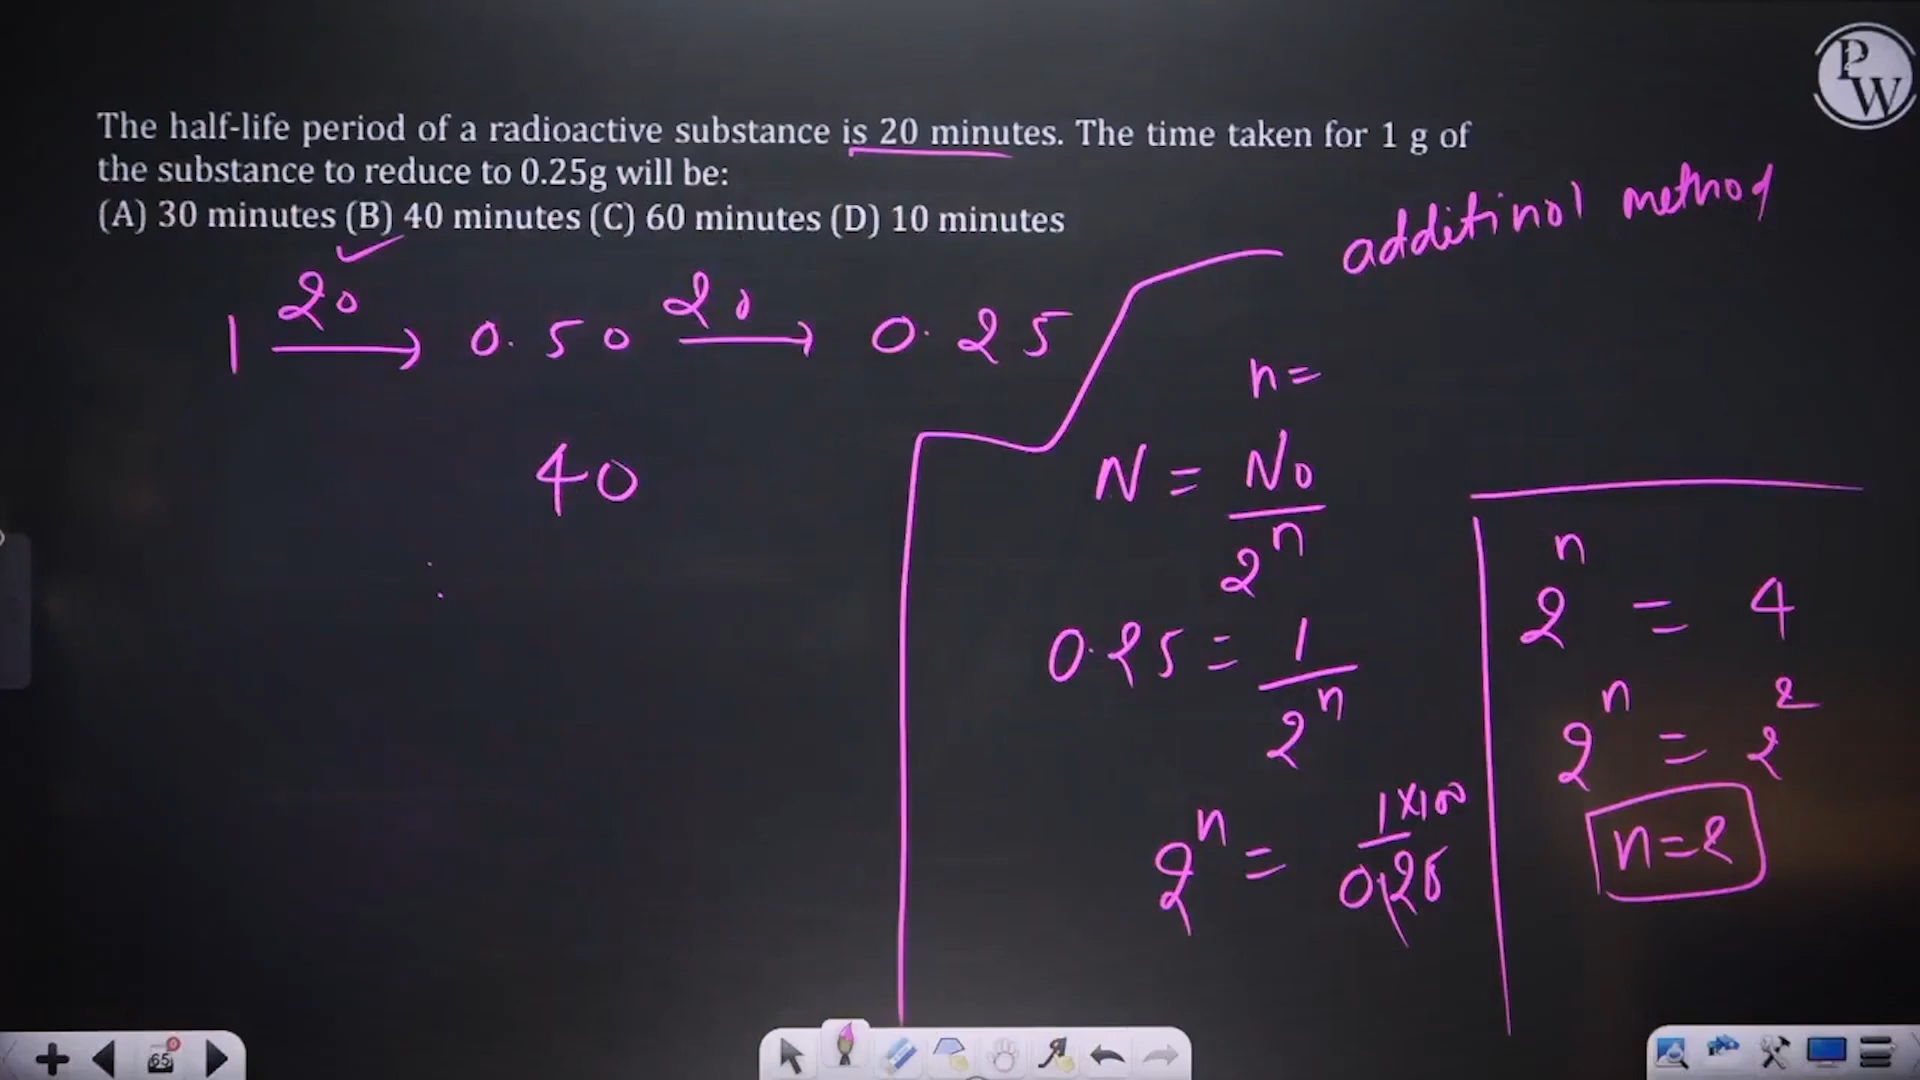 PW
The half-life period of a radioactive substance is 20 minutes. The time taken for 1 g of
the substance to reduce to 0.25g will be:
(A) 30 minutes (B) 40 minutes (C) 60 minutes (D) 10 minutes
additinol method
1 →20 0.50 →20 0.25
40
n=
N = N0/2^n
0.25 = 1/2^n
2^n = 1×100/0.25
2^n = 4
2^n = 2^2
n=2
65
0